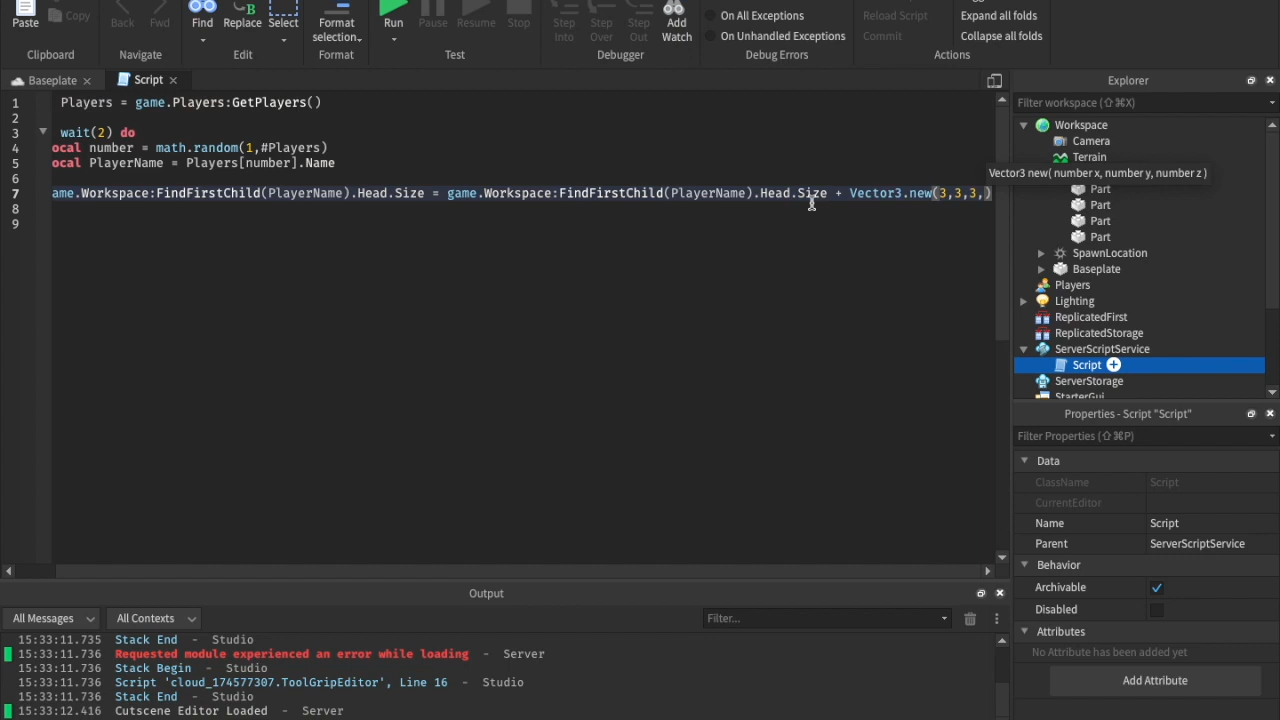 Paste
Copy
Clipboard
Back
Fwd
Navigate
Find
Replace
Select
Edit
Format
selection
Format
Run
Pause
Resume
Stop
Test
Step
Into
Step
Over
Step
Out
Add
Watch
Debugger
On All Exceptions
On Unhandled Exceptions
Debug Errors
Reload Script
Commit
Expand all folds
Collapse all folds
Actions
Baseplate
Script
1 Players = game.Players:GetPlayers()
2
3 wait(2) do
4 ocal number = math.random(1,#Players)
5 ocal PlayerName = Players[number].Name
6
7 ame.Workspace:FindFirstChild(PlayerName).Head.Size = game.Workspace:FindFirstChild(PlayerName).Head.Size + Vector3.new(3,3,3,)
8
9
Vector3 new( number x, number y, number z )
Explorer
Filter workspace (⇧⌘X)
Workspace
Camera
Terrain
Part
Part
Part
Part
SpawnLocation
Baseplate
Players
Lighting
ReplicatedFirst
ReplicatedStorage
ServerScriptService
Script
ServerStorage
StarterGui
Properties - Script "Script"
Filter Properties (⇧⌘P)
Data
ClassName Script
CurrentEditor
Name Script
Parent ServerScriptService
Behavior
Archivable
Disabled
Attributes
No Attribute has been added yet
Add Attribute
Output
All Messages
All Contexts
Filter...
15:33:11.735 Stack End - Studio
15:33:11.736 Requested module experienced an error while loading - Server
15:33:11.736 Stack Begin - Studio
15:33:11.736 Script 'cloud_174577307.ToolGripEditor', Line 16 - Studio
15:33:11.736 Stack End - Studio
15:33:12.416 Cutscene Editor Loaded - Server